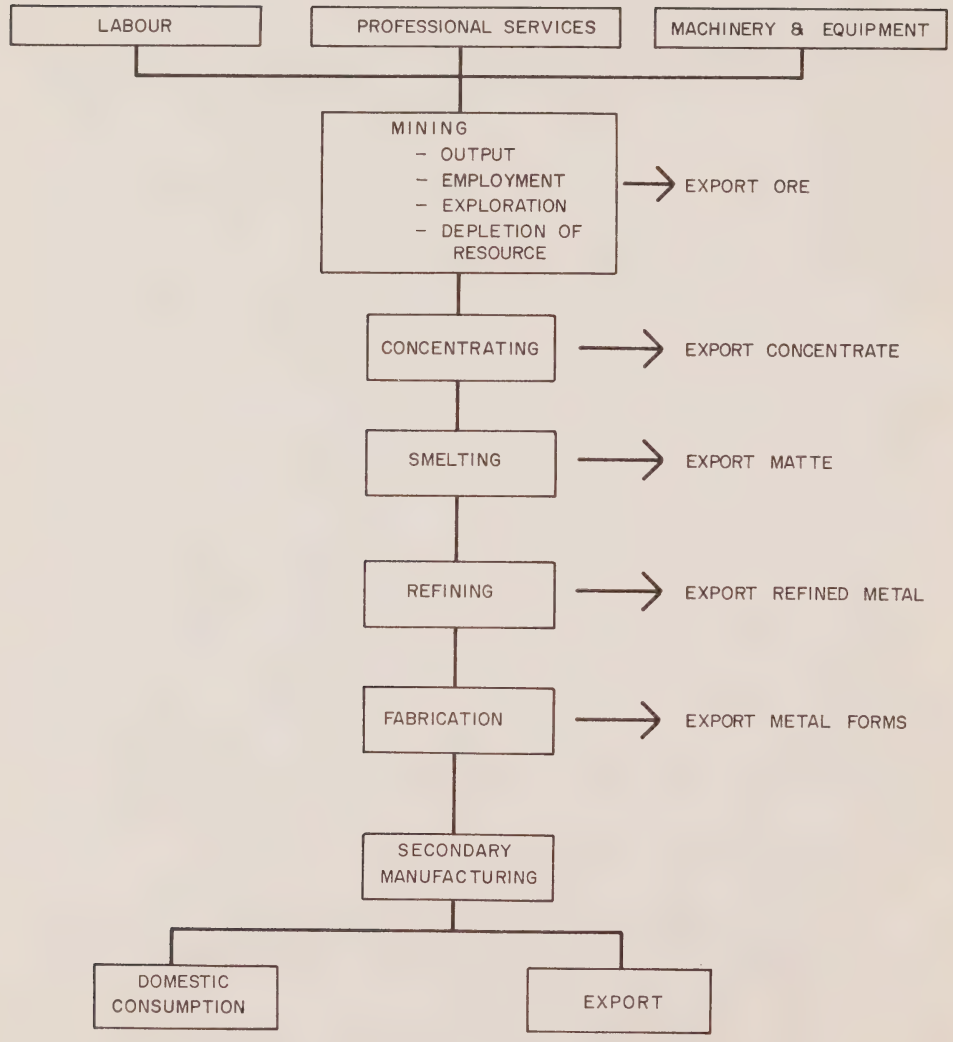 LABOUR
PROFESSIONAL SERVICES
MACHINERY & EQUIPMENT
MINING
– OUTPUT
– EMPLOYMENT
– EXPLORATION
– DEPLETION OF
RESOURCE
EXPORT ORE
CONCENTRATING
EXPORT CONCENTRATE
SMELTING
EXPORT MATTE
REFINING
EXPORT REFINED METAL
FABRICATION
EXPORT METAL FORMS
SECONDARY
MANUFACTURING
DOMESTIC
CONSUMPTION
EXPORT